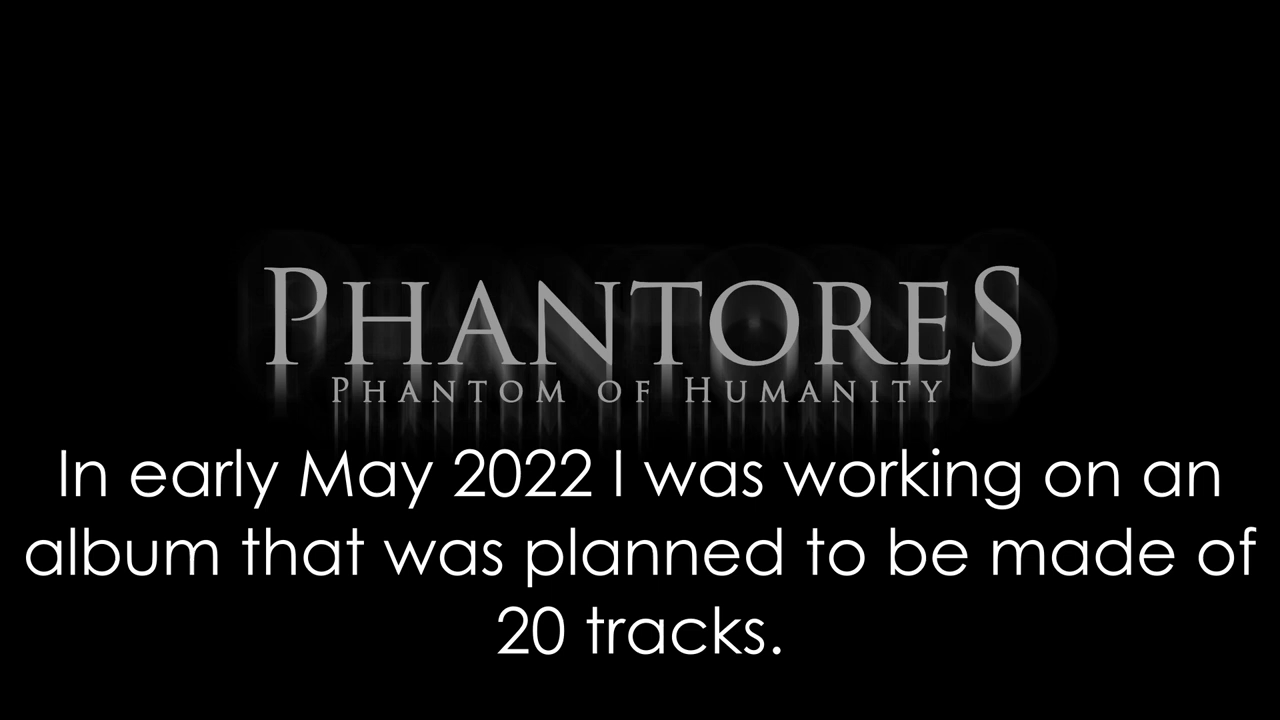 PHANTORES
PHANTOM OF HUMANITY
In early May 2022 I was working on an
album that was planned to be made of
20 tracks.